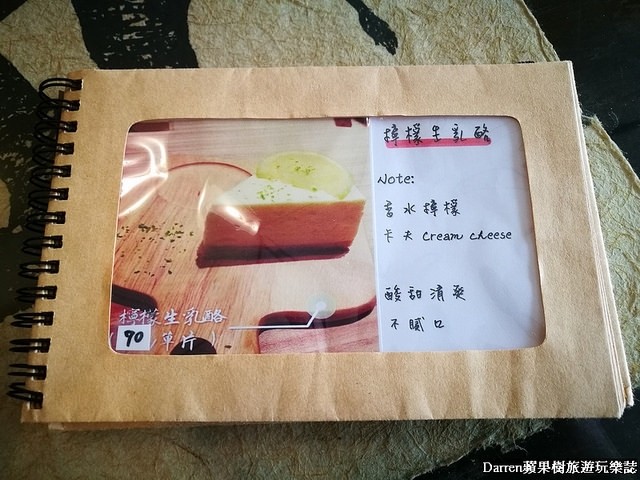 檸檬生乳酪
90
單片
檸檬生乳酪
Note:
香水檸檬
卡夫 Cream cheese
酸甜清爽
不膩口
Darren蘋果樹旅遊玩樂誌